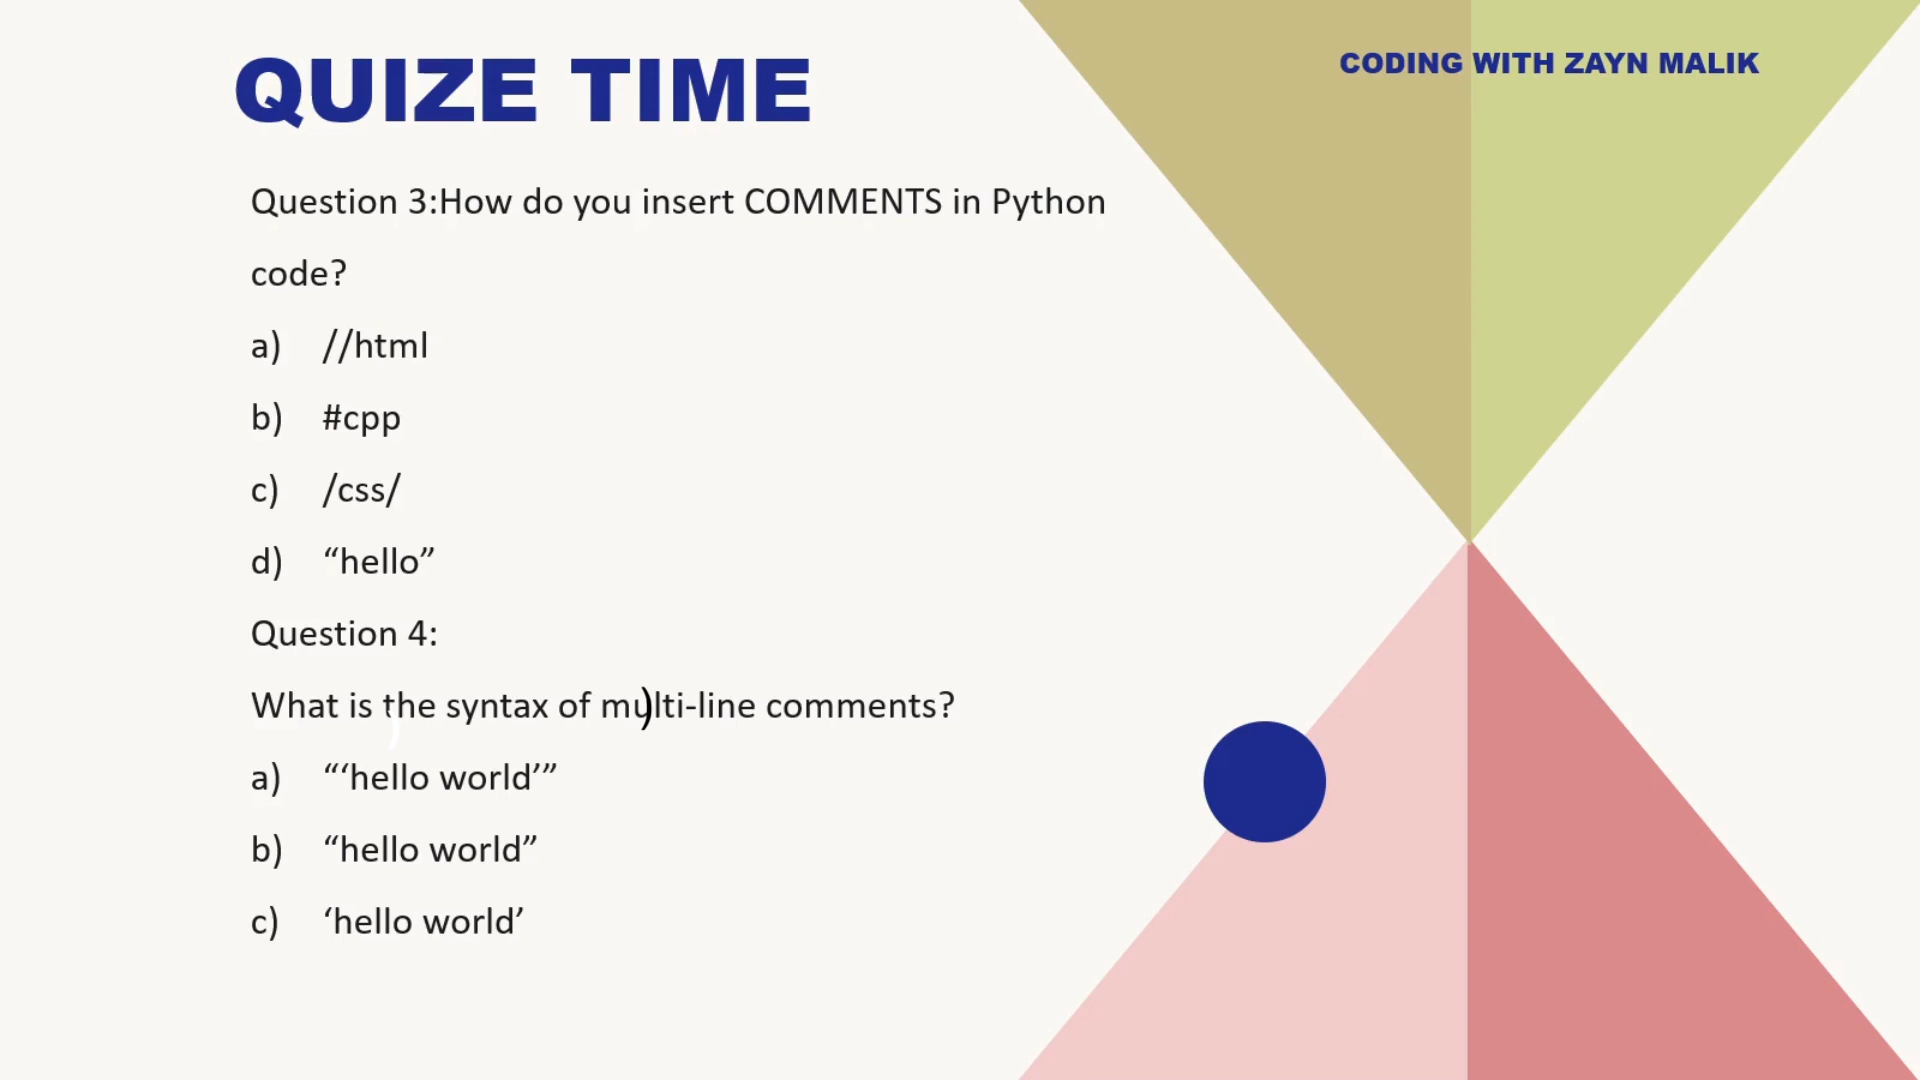 QUIZE TIME
CODING WITH ZAYN MALIK
Question 3:How do you insert COMMENTS in Python
code?
a) //html
b) #cpp
c) /css/
d) “hello”
Question 4:
What is the syntax of multi-line comments?
)
)
a) “‘hello world’”
b) “hello world”
c) ‘hello world’